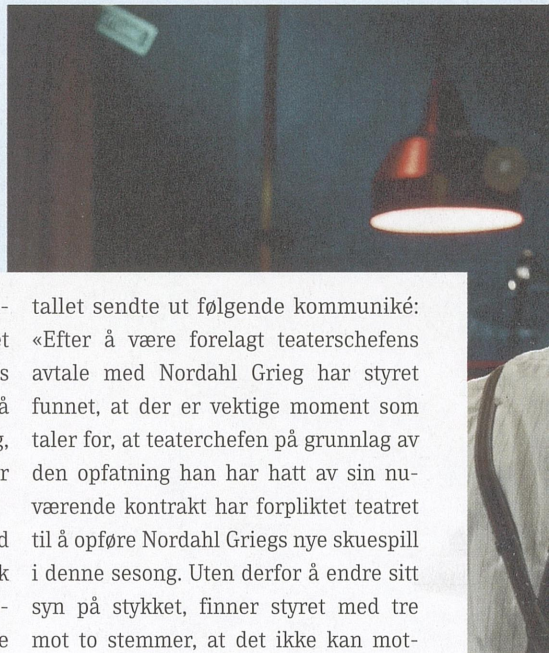 tallet sendte ut følgende kommuniké:
«Efter å være forelagt teaterschefens
avtale med Nordahl Grieg har styret
funnet, at der er vektige moment som
taler for, at teaterchefen på grunnlag av
den opfatning han har hatt av sin nu-
værende kontrakt har forpliktet teatret
til å opføre Nordahl Griegs nye skuespill
i denne sesong. Uten derfor å endre sitt
syn på stykket, finner styret med tre
mot to stemmer, at det ikke kan mot-